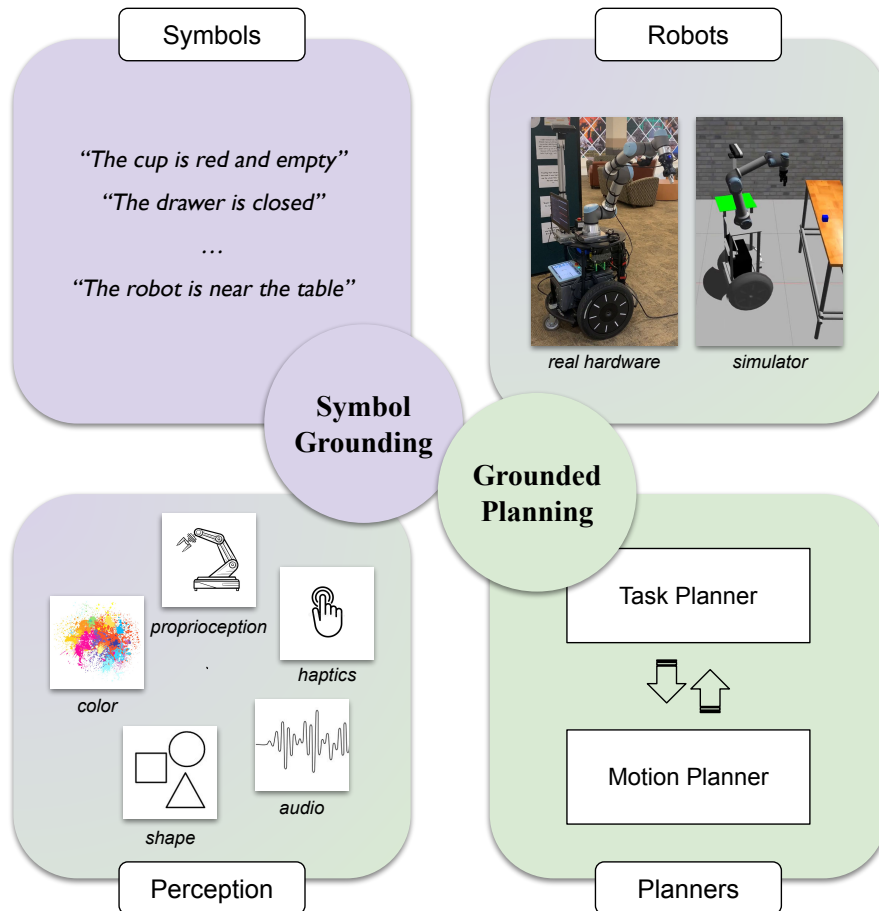 Symbols
“The cup is red and empty”
“The drawer is closed”
…
“The robot is near the table”
Robots
real hardware
simulator
Symbol
Grounding
Grounded
Planning
proprioception
haptics
color
audio
shape
Perception
Task Planner
Motion Planner
Planners